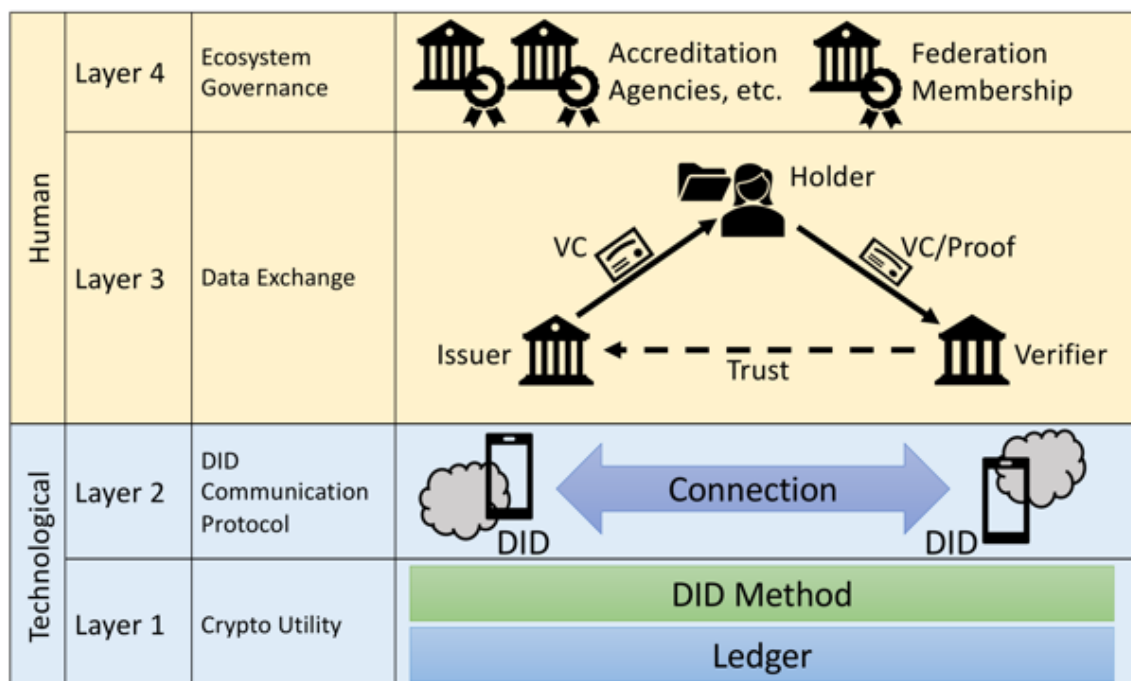 Human
Layer 4
Ecosystem
Governance
Accreditation
Agencies, etc.
Federation
Membership
Layer 3
Data Exchange
Holder
VC
VC/Proof
Issuer
Trust
Verifier
Technological
Layer 2
DID
Communication
Protocol
Connection
DID
DID
Layer 1
Crypto Utility
DID Method
Ledger